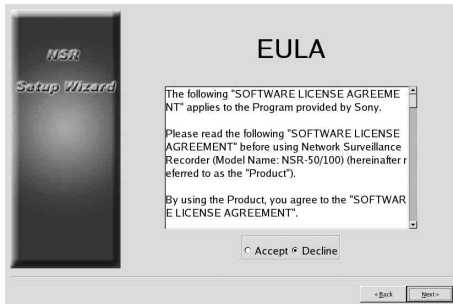 NSR
Setup Wizard
EULA
The following "SOFTWARE LICENSE AGREEME
NT" applies to the Program provided by Sony.
Please read the following "SOFTWARE LICENSE
AGREEMENT" before using Network Surveillance
Recorder (Model Name: NSR-50/100) (hereinafter r
eferred to as the "Product").
By using the Product, you agree to the "SOFTWAR
E LICENSE AGREEMENT".
Accept Decline
<Back Next>